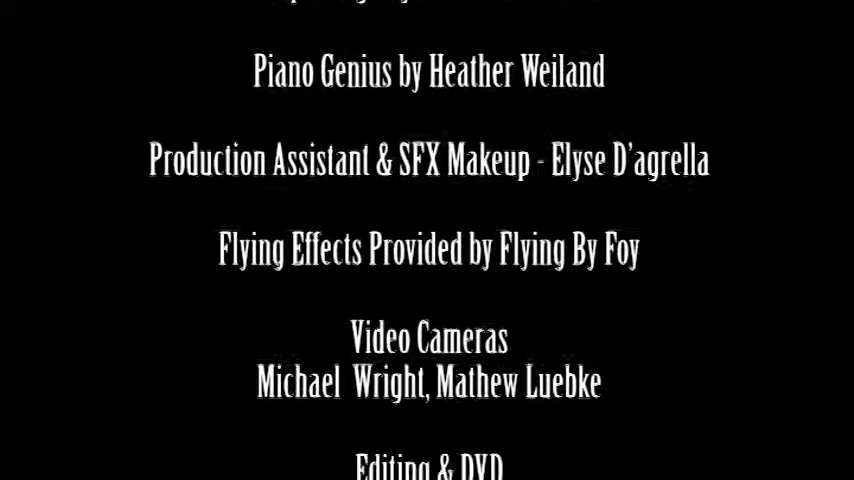 Piano Genius by Heather Weiland
Production Assistant & SFX Makeup - Elyse D'agrella
Flying Effects Provided by Flying By Foy
Video Cameras
Michael Wright, Mathew Luebke
Editing & DVD